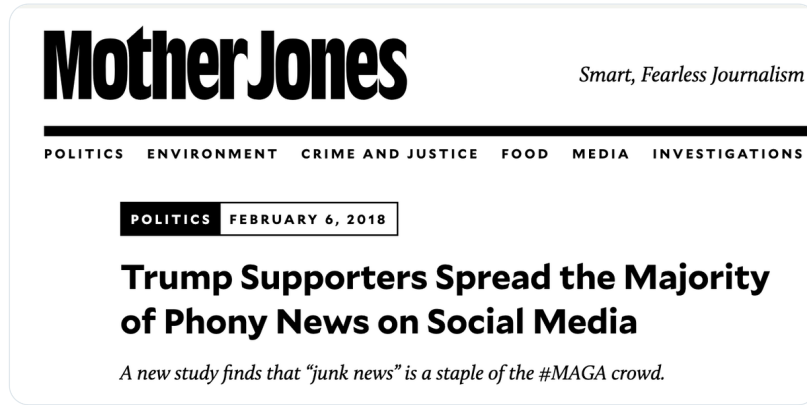 Mother Jones
Smart, Fearless Journalism
POLITICS ENVIRONMENT CRIME AND JUSTICE FOOD MEDIA INVESTIGATIONS
POLITICS FEBRUARY 6, 2018
Trump Supporters Spread the Majority
of Phony News on Social Media
A new study finds that “junk news” is a staple of the #MAGA crowd.